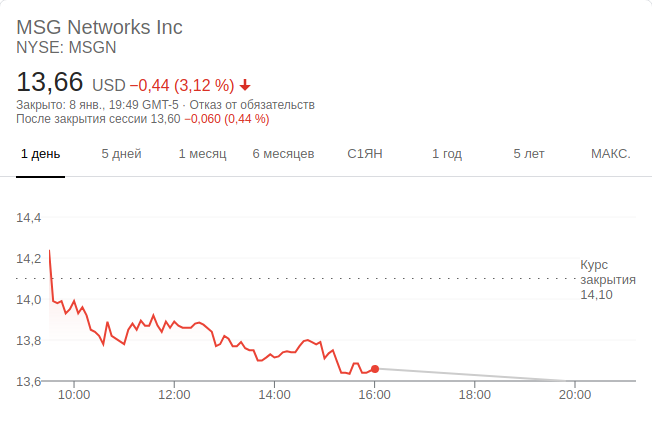 MSG Networks Inc
NYSE: MSGN
13,66 USD −0,44 (3,12 %)
Закрыто: 8 янв., 19:49 GMT-5 · Отказ от обязательств
После закрытия сессии 13,60 −0,060 (0,44 %)
1 день 5 дней 1 месяц 6 месяцев С1ЯН 1 год 5 лет МАКС.
14,4
14,2
Курс
закрытия
14,10
14,0
13,8
13,6
10:00 12:00 14:00 16:00 18:00 20:00